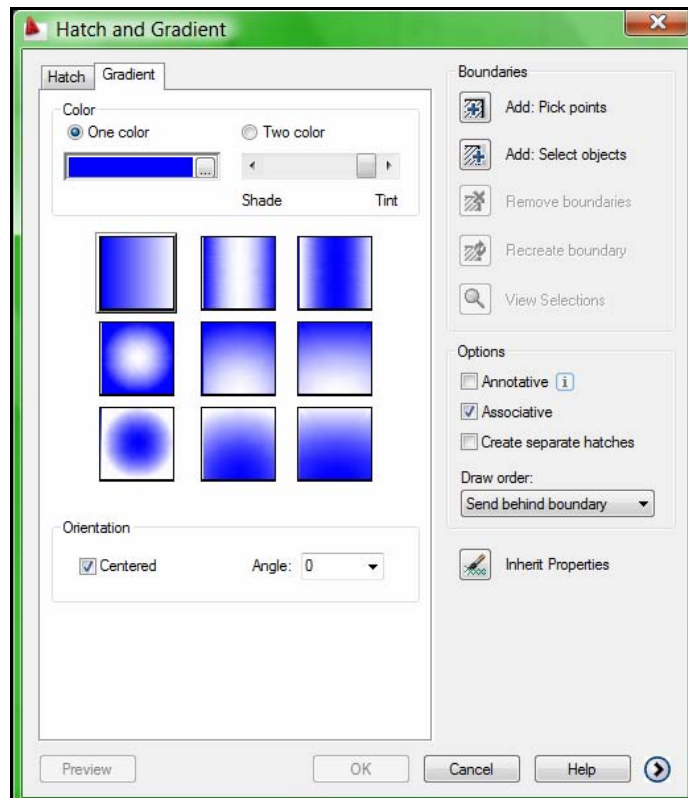 Hatch and Gradient
Hatch
Gradient
Color
One color
Two color
...
Shade
Tint
Orientation
Centered
Angle:
0
Boundaries
Add: Pick points
Add: Select objects
Remove boundaries
Recreate boundary
View Selections
Options
Annotative
i
Associative
Create separate hatches
Draw order:
Send behind boundary
Inherit Properties
Preview
OK
Cancel
Help